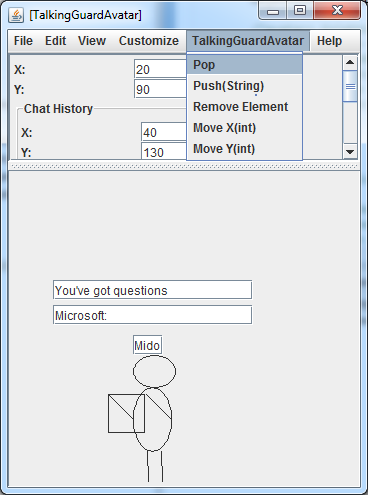 [TalkingGuardAvatar]
File Edit View Customize TalkingGuardAvatar Help
Pop
Push(String)
Remove Element
Move X(int)
Move Y(int)
X: 20
Y: 90
Chat History
X: 40
Y: 130
You've got questions
Microsoft:
Mido